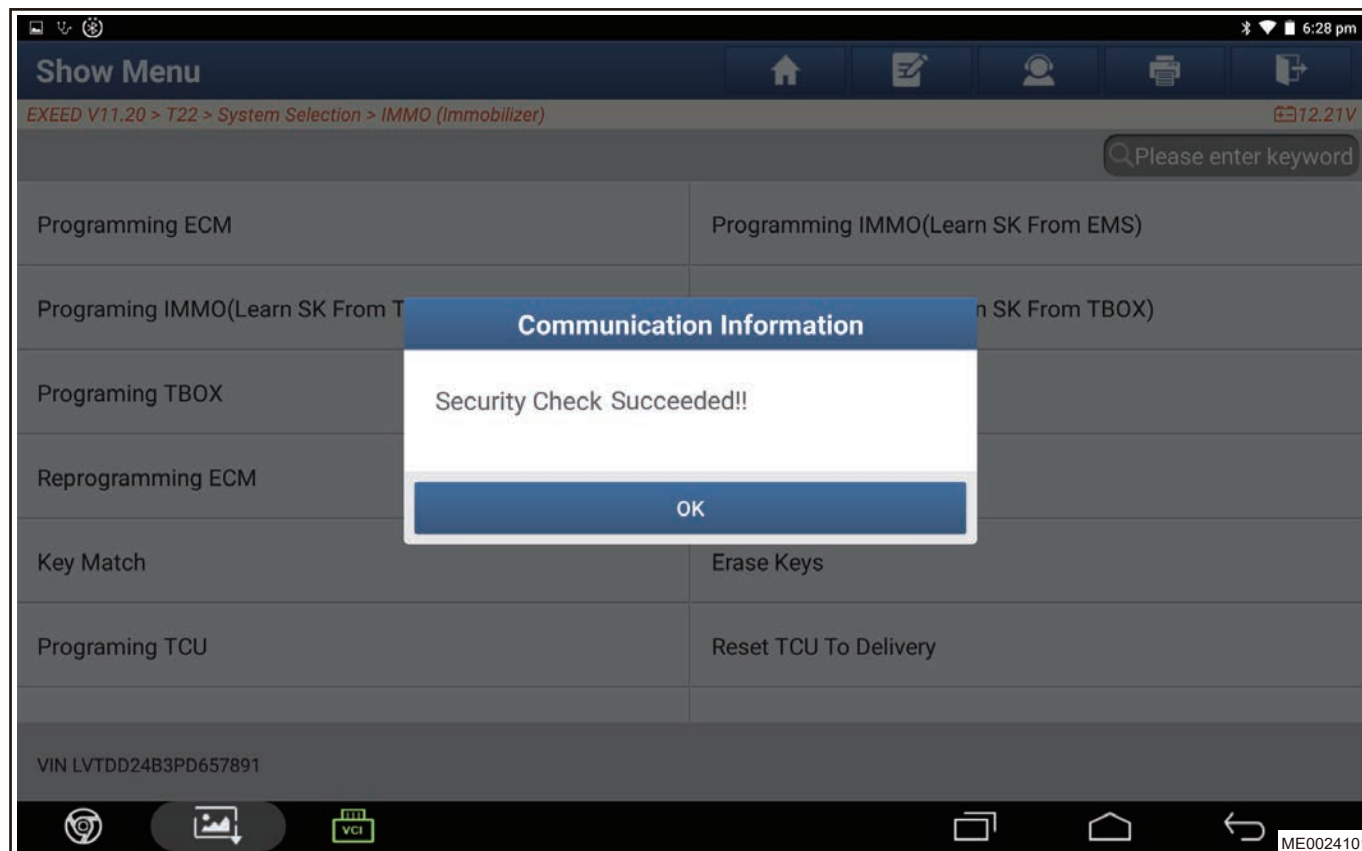 6:28 pm
Show Menu
EXEED V11.20 > T22 > System Selection > IMMO (Immobilizer)
12.21V
Please enter keyword
Programming ECM
Programming IMMO(Learn SK From EMS)
Programing IMMO(Learn SK From T
n SK From TBOX)
Communication Information
Programing TBOX
Security Check Succeeded!!
Reprogramming ECM
OK
Key Match
Erase Keys
Programing TCU
Reset TCU To Delivery
VIN LVTDD24B3PD657891
VCI
ME002410